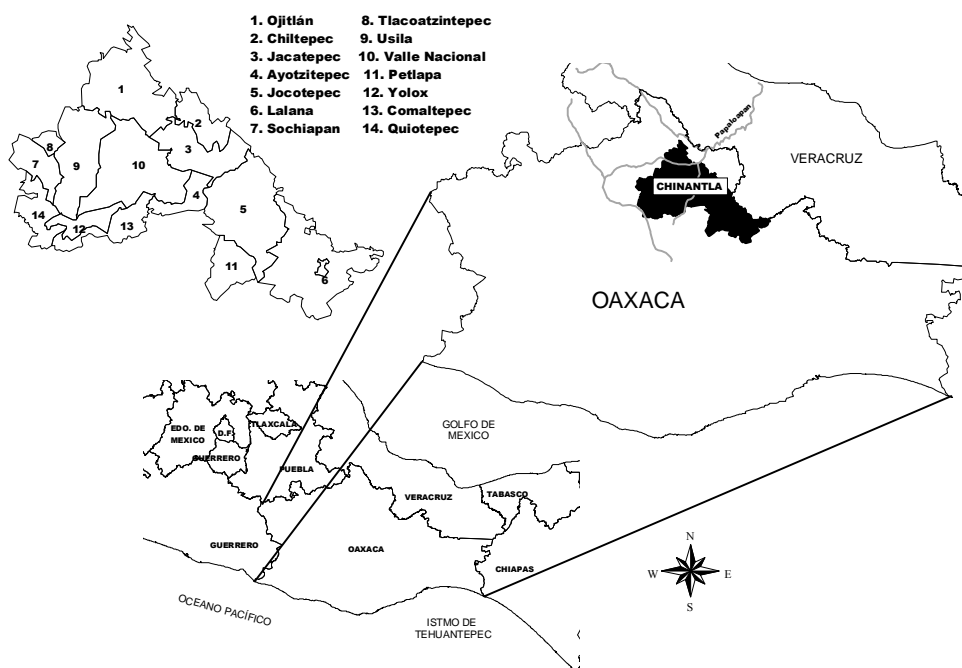 1. Ojitlán 8. Tlacoatzintepec
2. Chiltepec 9. Usila
3. Jacatepec 10. Valle Nacional
4. Ayotzitepec 11. Petlapa
5. Jocotepec 12. Yolox
6. Lalana 13. Comaltepec
7. Sochiapan 14. Quiotepec
1
2
3
8
7
9
10
4
5
14
12
13
11
6
Papaloapan
VERACRUZ
CHINANTLA
OAXACA
GOLFO DE
MEXICO
EDO. DE
MEXICO
D.F.
TLAXCALA
GUERRERO
PUEBLA
VERACRUZ
TABASCO
GUERRERO
OAXACA
CHIAPAS
OCEANO PACÍFICO
ISTMO DE
TEHUANTEPEC
N
W E
S